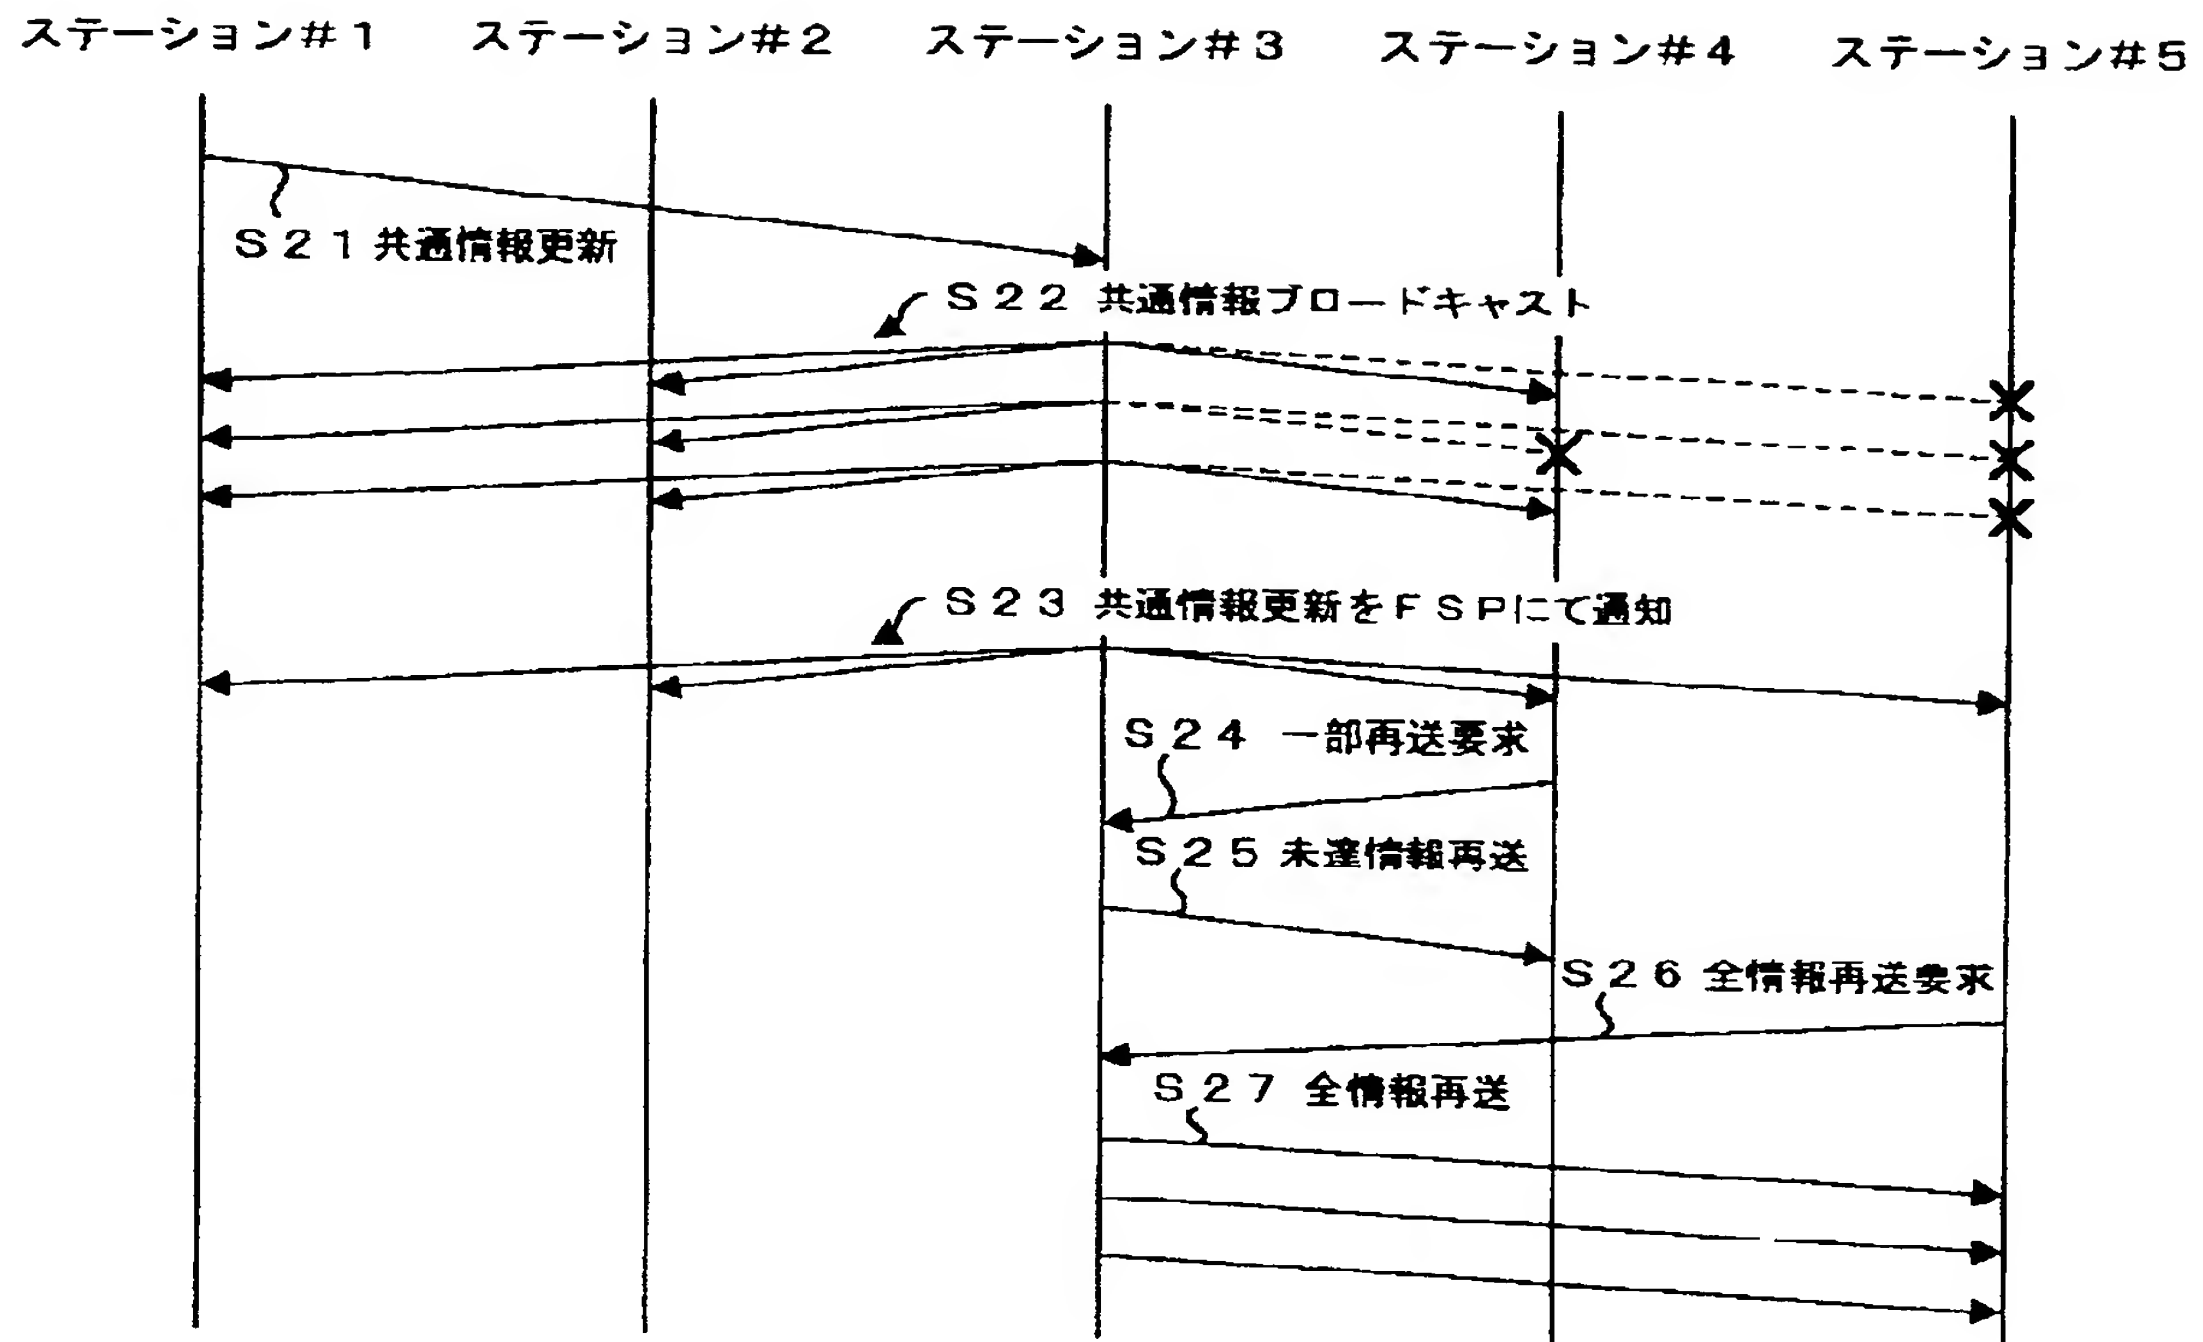 ステーション＃１　ステーション＃２　ステーション＃３　ステーション＃４　ステーション＃５
Ｓ２１共通情報更新
Ｓ２２ 共通情報ブロードキャスト
Ｓ２３ 共通情報更新をＦＳＰにて通知
Ｓ２４ 一部再送要求
Ｓ２５ 未達情報再送
Ｓ２６ 全情報再送要求
Ｓ２７ 全情報再送